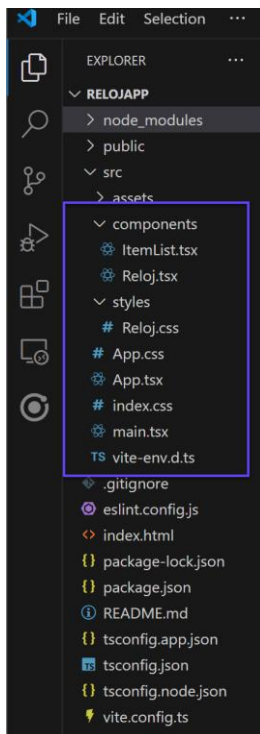 File Edit Selection ...
EXPLORER ...
RELOJAPP
node_modules
public
src
assets
components
ItemList.tsx
Reloj.tsx
styles
# Reloj.css
# App.css
App.tsx
# index.css
main.tsx
TS vite-env.d.ts
.gitignore
eslint.config.js
<> index.html
{} package-lock.json
{} package.json
README.md
{} tsconfig.app.json
TS tsconfig.json
{} tsconfig.node.json
vite.config.ts